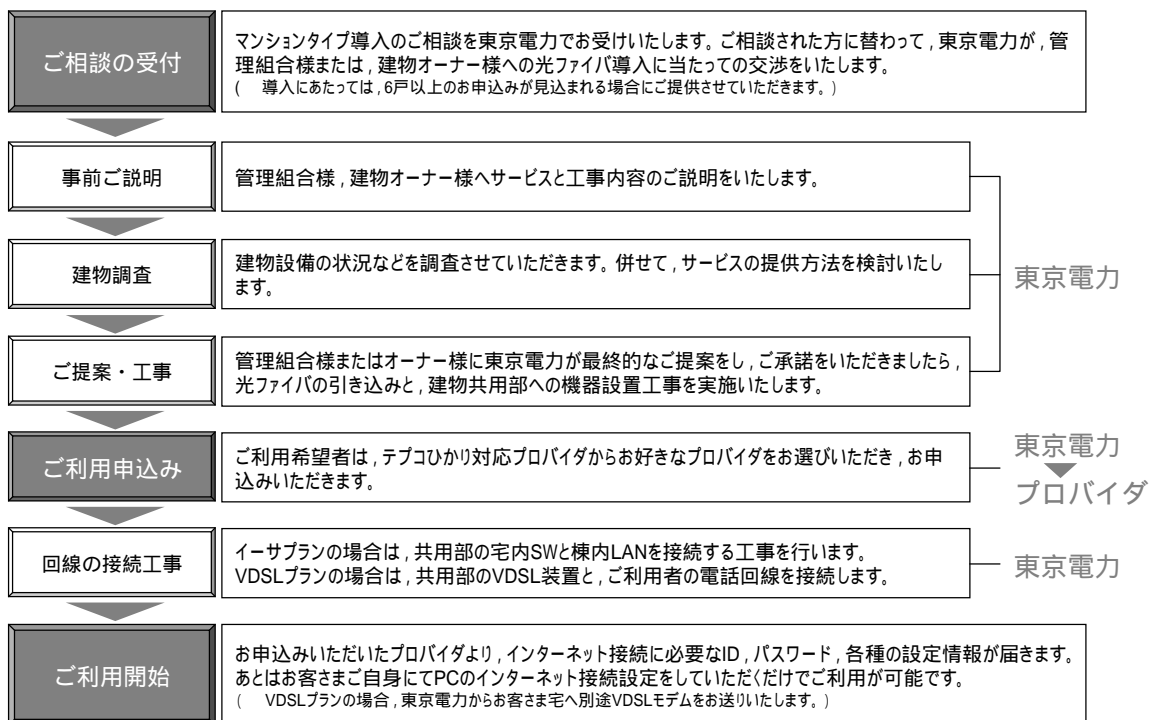 ご相談の受付
マンションタイプ導入のご相談を東京電力でお受けいたします。ご相談された方に替わって,東京電力が,管
理組合様または,建物オーナー様への光ファイバ導入に当たっての交渉をいたします。
( 導入にあたっては,6戸以上のお申込みが見込まれる場合にご提供させていただきます。)
事前ご説明
管理組合様,建物オーナー様へサービスと工事内容のご説明をいたします。
建物調査
建物設備の状況などを調査させていただきます。併せて,サービスの提供方法を検討いたし
ます。
東京電力
ご提案・工事
管理組合様またはオーナー様に東京電力が最終的なご提案をし,ご承諾をいただきましたら,
光ファイバの引き込みと,建物共用部への機器設置工事を実施いたします。
ご利用申込み
ご利用希望者は,テプコひかり対応プロバイダからお好きなプロバイダをお選びいただき,お申
込みいただきます。
東京電力
プロバイダ
回線の接続工事
イーサプランの場合は,共用部の宅内SWと棟内LANを接続する工事を行います。
VDSLプランの場合は,共用部のVDSL装置と,ご利用者の電話回線を接続します。
東京電力
ご利用開始
お申込みいただいたプロバイダより,インターネット接続に必要なID,パスワード,各種の設定情報が届きます。
あとはお客さまご自身にてPCのインターネット接続設定をしていただくだけでご利用が可能です。
( VDSLプランの場合,東京電力からお客さま宅へ別途VDSLモデムをお送りいたします。)